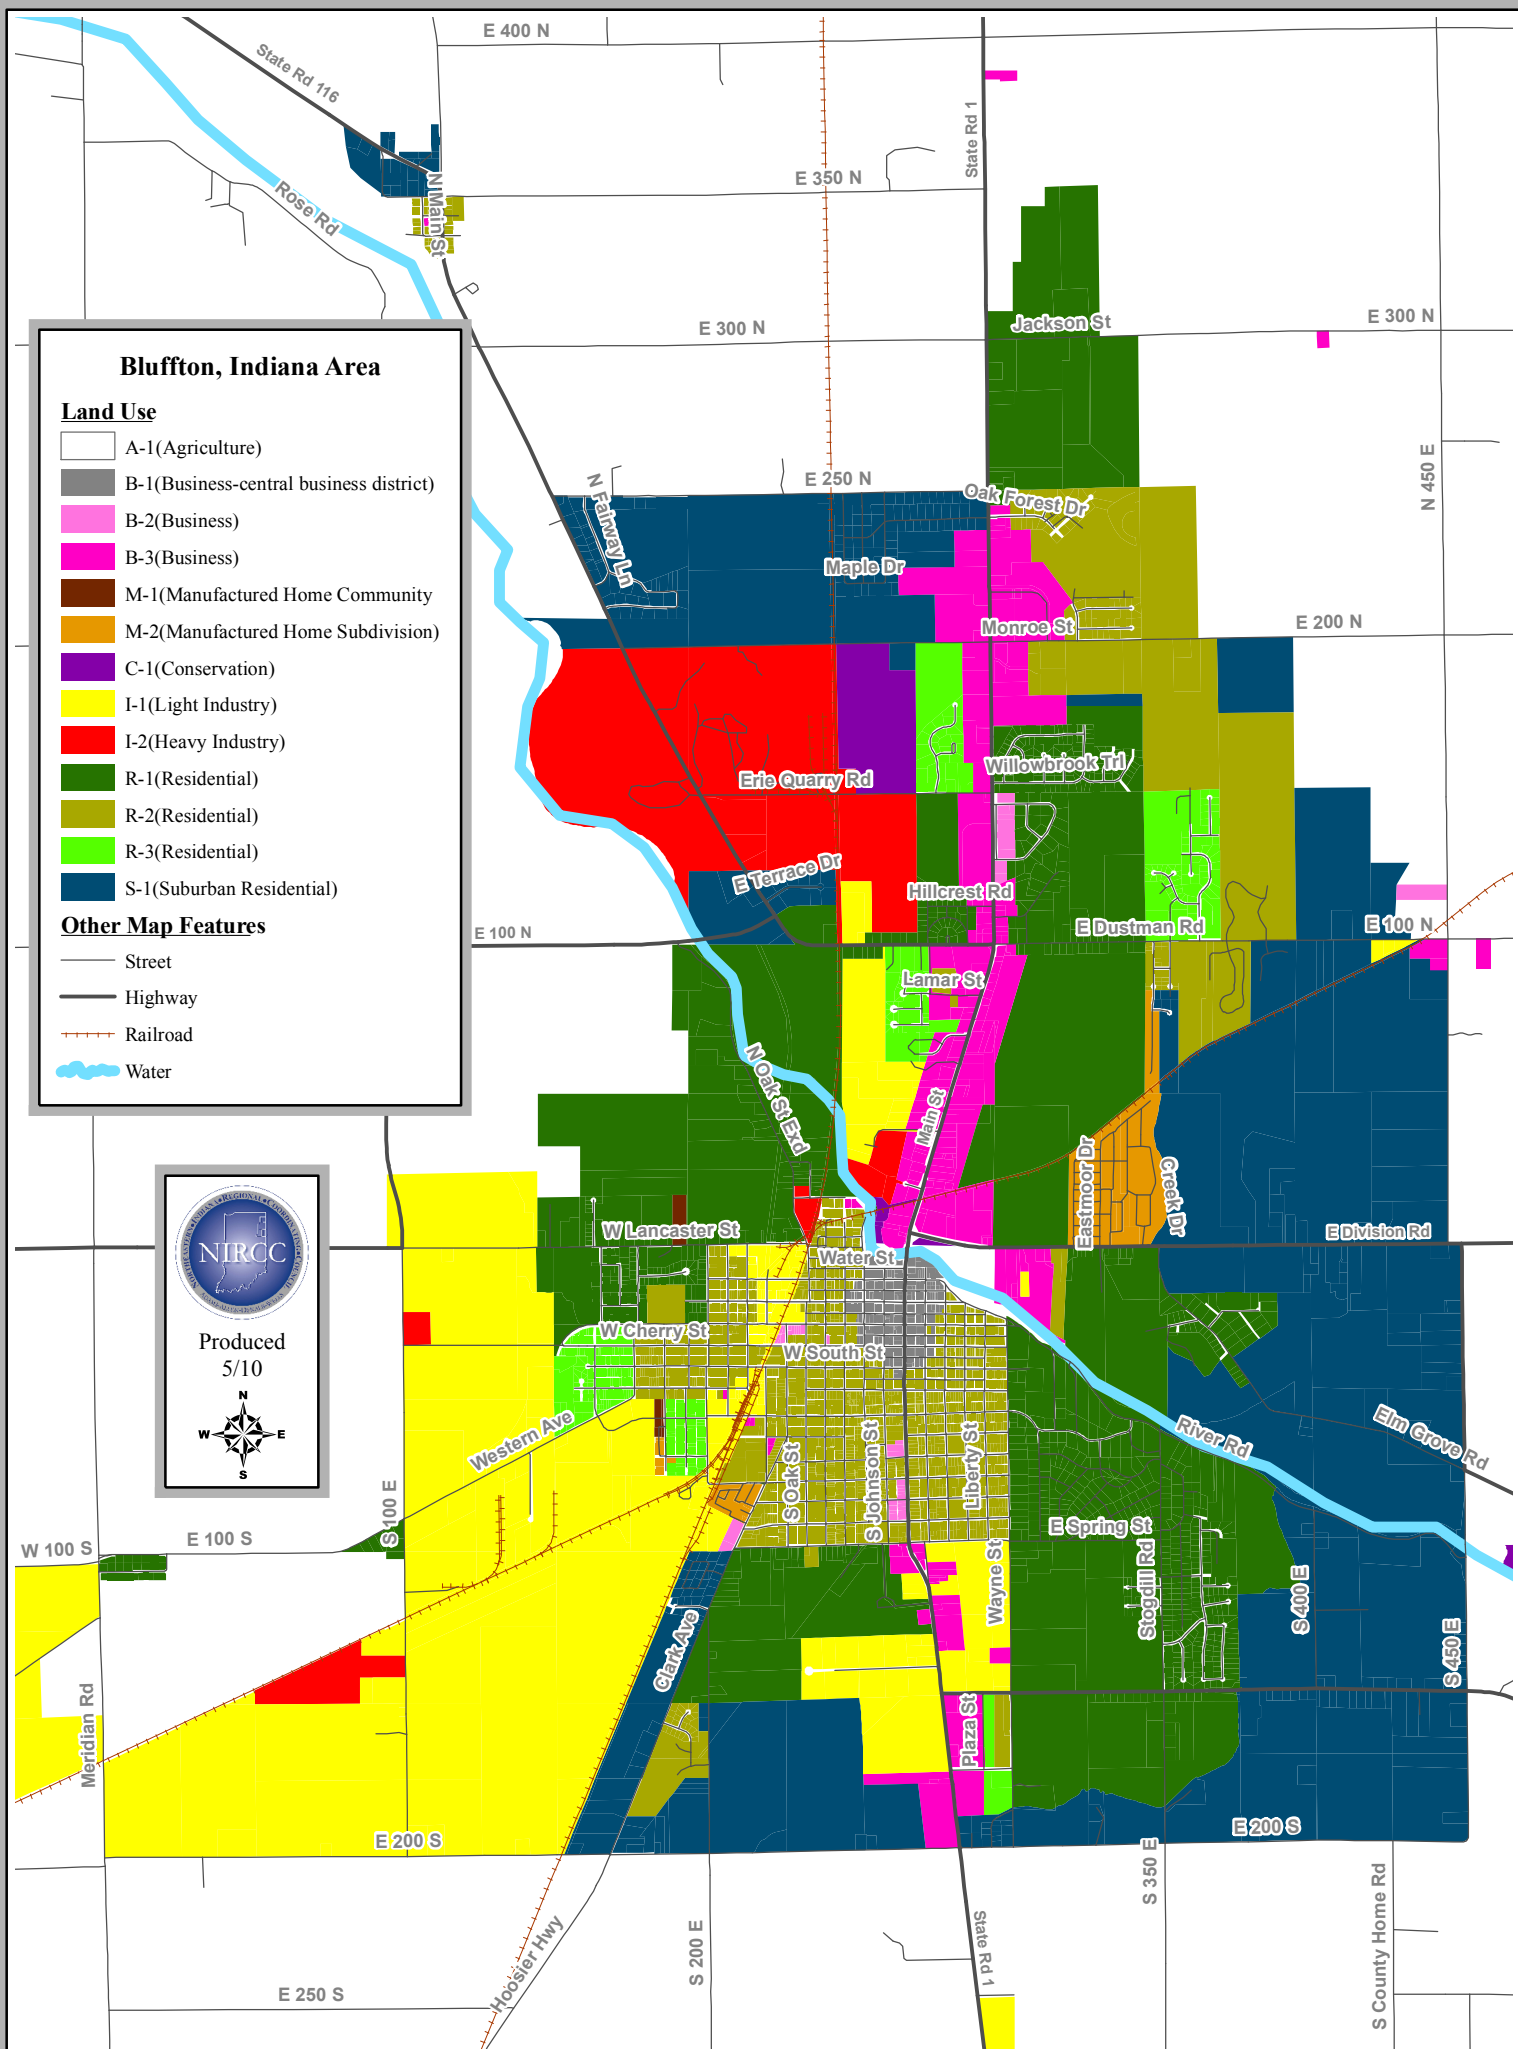 E 400 N
State Rd 116
State Rd 1
E 350 N
N Main St
Rose Rd
E 300 N
Jackson St
E 300 N
Bluffton, Indiana Area
Land Use
A-1(Agriculture)
B-1(Business-central business district)
B-2(Business)
B-3(Business)
M-1(Manufactured Home Community
M-2(Manufactured Home Subdivision)
C-1(Conservation)
I-1(Light Industry)
I-2(Heavy Industry)
R-1(Residential)
R-2(Residential)
R-3(Residential)
S-1(Suburban Residential)
Other Map Features
Street
Highway
Railroad
Water
N 450 E
E 250 N
Oak Forest Dr
N Fairway Ln
Maple Dr
Monroe St
E 200 N
Willowbrook Trl
Erie Quarry Rd
E Terrace Dr
Hillcrest Rd
E Dustman Rd
E 100 N
E 100 N
Lamar St
N Oak St Exd
Main St
Eastmoor Dr
Creek Dr
W Lancaster St
E Division Rd
Water St
NIRCC
Produced
5/10
N
W
E
S
W Cherry St
W South St
Western Ave
River Rd
Elm Grove Rd
S Oak St
S Johnson St
Liberty St
S 100 E
W 100 S
E 100 S
E Spring St
Wayne St
Stogdill Rd
S 400 E
S 450 E
Clark Ave
Meridian Rd
Plaza St
E 200 S
E 200 S
S 350 E
S County Home Rd
Hoosier Hwy
S 200 E
State Rd 1
E 250 S